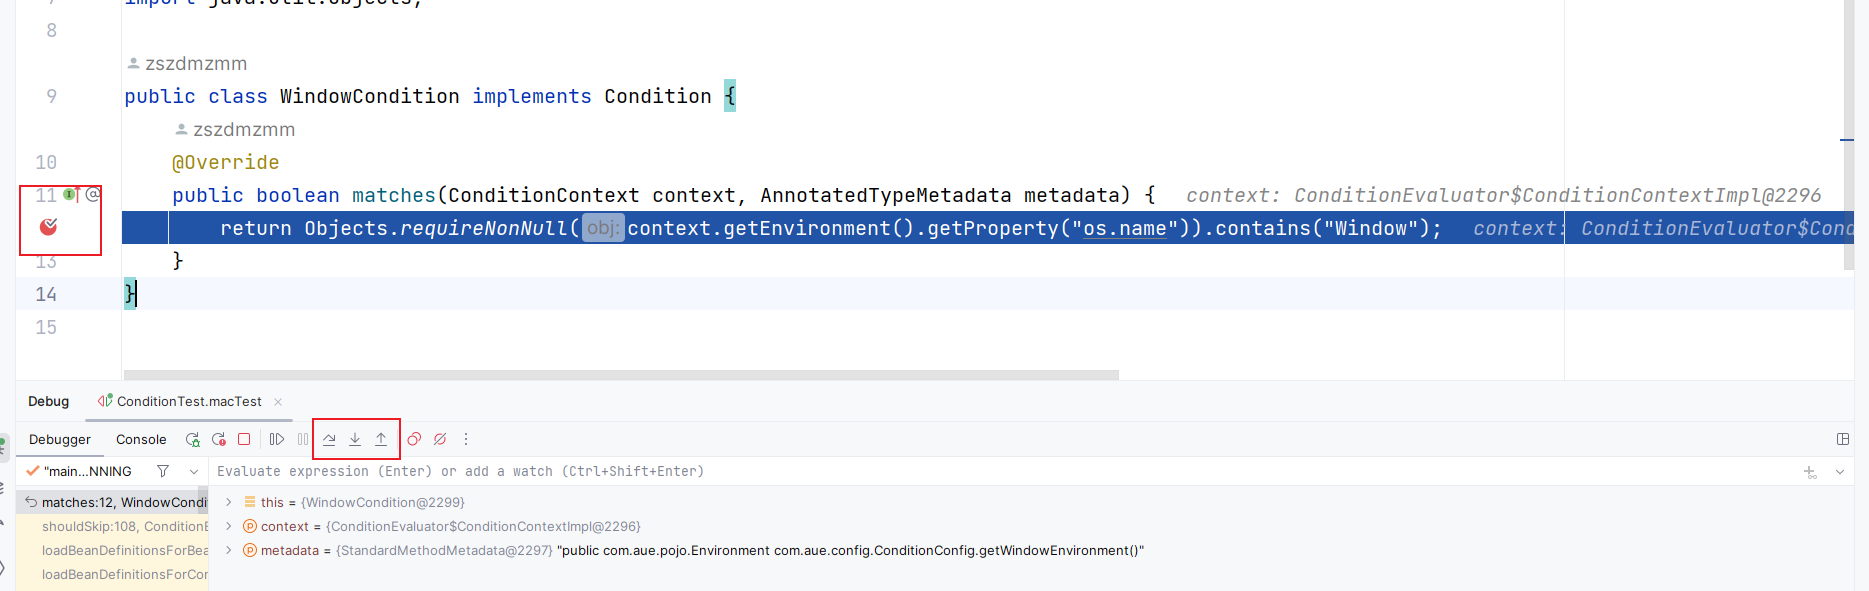 7 import java.util.Objects;
8
zszdmzmm
9 public class WindowCondition implements Condition {
zszdmzmm
10 @Override
11 public boolean matches(ConditionContext context, AnnotatedTypeMetadata metadata) { context: ConditionEvaluator$ConditionContextImpl@2296
return Objects.requireNonNull( obj: context.getEnvironment().getProperty("os.name")).contains("Window"); context: ConditionEvaluator$Cond
13 }
14 }
15
Debug ConditionTest.macTest
Debugger Console
"main...NNING Evaluate expression (Enter) or add a watch (Ctrl+Shift+Enter)
matches:12, WindowCondi this = {WindowCondition@2299}
shouldSkip:108, ConditionE context = {ConditionEvaluator$ConditionContextImpl@2296}
loadBeanDefinitionsForBea metadata = {StandardMethodMetadata@2297} "public com.aue.pojo.Environment com.aue.config.ConditionConfig.getWindowEnvironment()"
loadBeanDefinitionsForCor